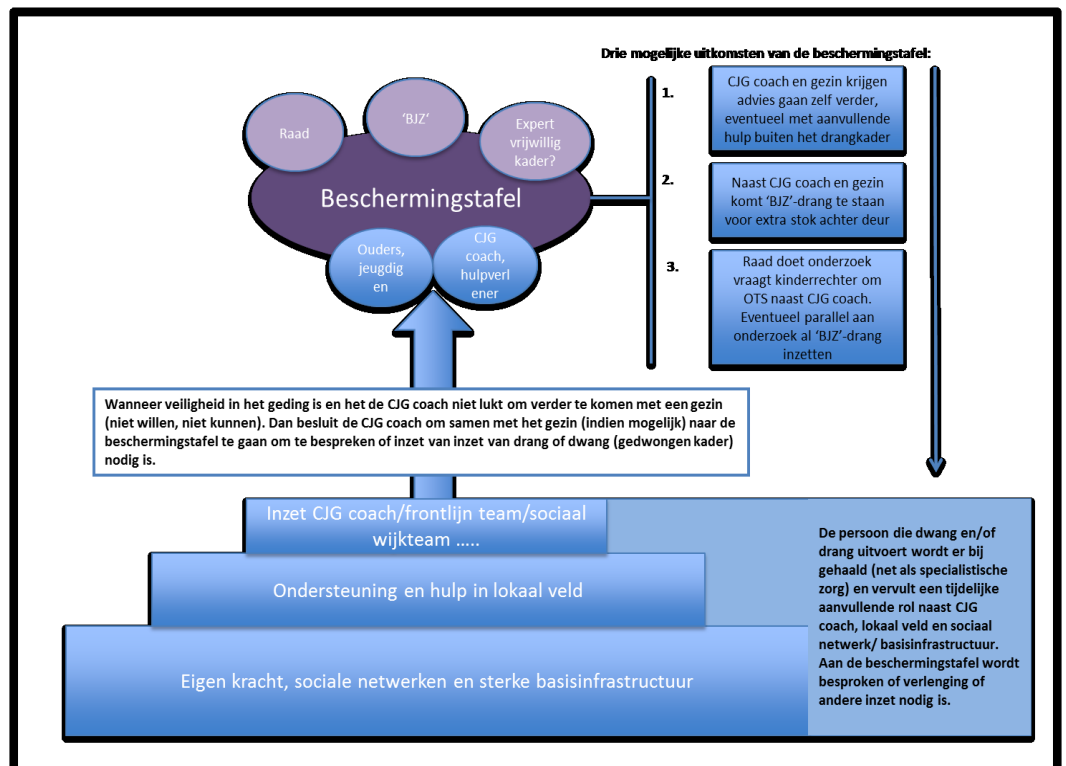 Drie mogelijke uitkomsten van de beschermingstafel:
Raad
'BJZ'
Expert
vrijwillig
kader?
Beschermingstafel
Ouders,
jeugdig
en
CJG
coach,
hulpverl
ener
1.
CJG coach en gezin krijgen
advies gaan zelf verder,
eventueel met aanvullende
hulp buiten het drangkader
2.
Naast CJG coach en gezin
komt 'BJZ'-drang te staan
voor extra stok achter deur
3.
Raad doet onderzoek
vraagt kinderrechter om
OTS naast CJG coach.
Eventueel parallel aan
onderzoek al 'BJZ'-drang
inzetten
Wanneer veiligheid in het geding is en het de CJG coach niet lukt om verder te komen met een gezin
(niet willen, niet kunnen). Dan besluit de CJG coach om samen met het gezin (indien mogelijk) naar de
beschermingstafel te gaan om te bespreken of inzet van inzet van drang of dwang (gedwongen kader)
nodig is.
Inzet CJG coach/frontlijn team/sociaal
wijkteam .....
Ondersteuning en hulp in lokaal veld
Eigen kracht, sociale netwerken en sterke basisinfrastructuur
De persoon die dwang en/of
drang uitvoert wordt er bij
gehaald (net als specialistische
zorg) en vervult een tijdelijke
aanvullende rol naast CJG
coach, lokaal veld en sociaal
netwerk/ basisinfrastructuur.
Aan de beschermingstafel wordt
besproken of verlenging of
andere inzet nodig is.